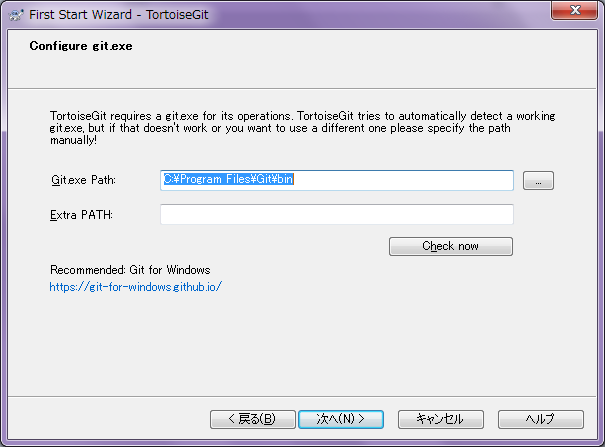 First Start Wizard - TortoiseGit
Configure git.exe
TortoiseGit requires a git.exe for its operations. TortoiseGit tries to automatically detect a working
git.exe, but if that doesn't work or you want to use a different one please specify the path
manually!
Git.exe Path: C:¥Program Files¥Git¥bin ...
Extra PATH:
Check now
Recommended: Git for Windows
https://git-for-windows.github.io/
< 戻る(B) 次へ(N) > キャンセル ヘルプ